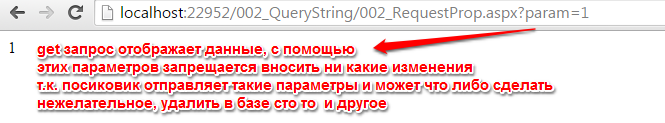 localhost:22952/002_QueryString/002_RequestProp.aspx?param=1
1 get запрос отображает данные, с помощью
этих параметров запрещается вносить ни какие изменения
т.к. посиковик отправляет такие параметры и может что либо сделать
нежелательное, удалить в базе сто то и другое